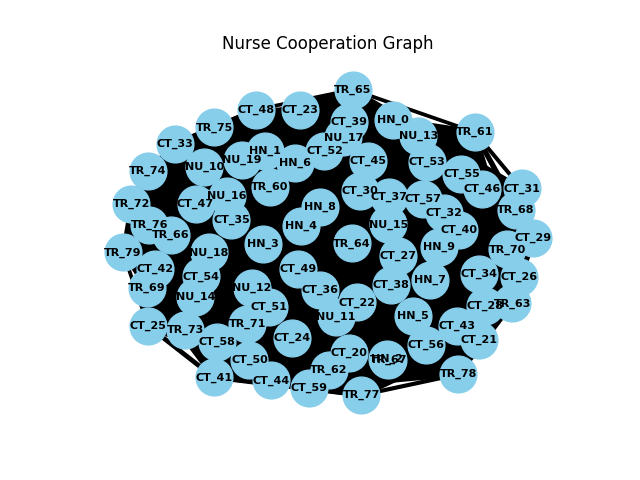 Nurse Cooperation Graph
TR_65
CT_48
CT_23
CT_39
HN_0
TR_75
NU_17
NU_13
TR_61
CT_33
HN_1
CT_52
NU_19
HN_6
CT_45
CT_53
NU_10
TR_74
CT_55
TR_60
CT_30
CT_46
CT_31
NU_16
CT_37
CT_57
TR_72
CT_47
HN_8
CT_32
TR_68
CT_35
TR_76
HN_4
NU_15
CT_40
TR_66
CT_29
HN_3
TR_64
HN_9
TR_70
TR_79
NU_18
CT_27
CT_42
CT_49
CT_54
CT_34
CT_26
HN_7
TR_69
NU_12
CT_36
CT_38
NU_14
CT_22
TR_63
CT_51
NU_11
HN_5
CT_25
TR_71
CT_43
TR_73
CT_24
CT_21
CT_58
CT_56
CT_20
CT_50
HN_2
TR_67
TR_62
CT_41
CT_44
TR_78
CT_59
TR_77